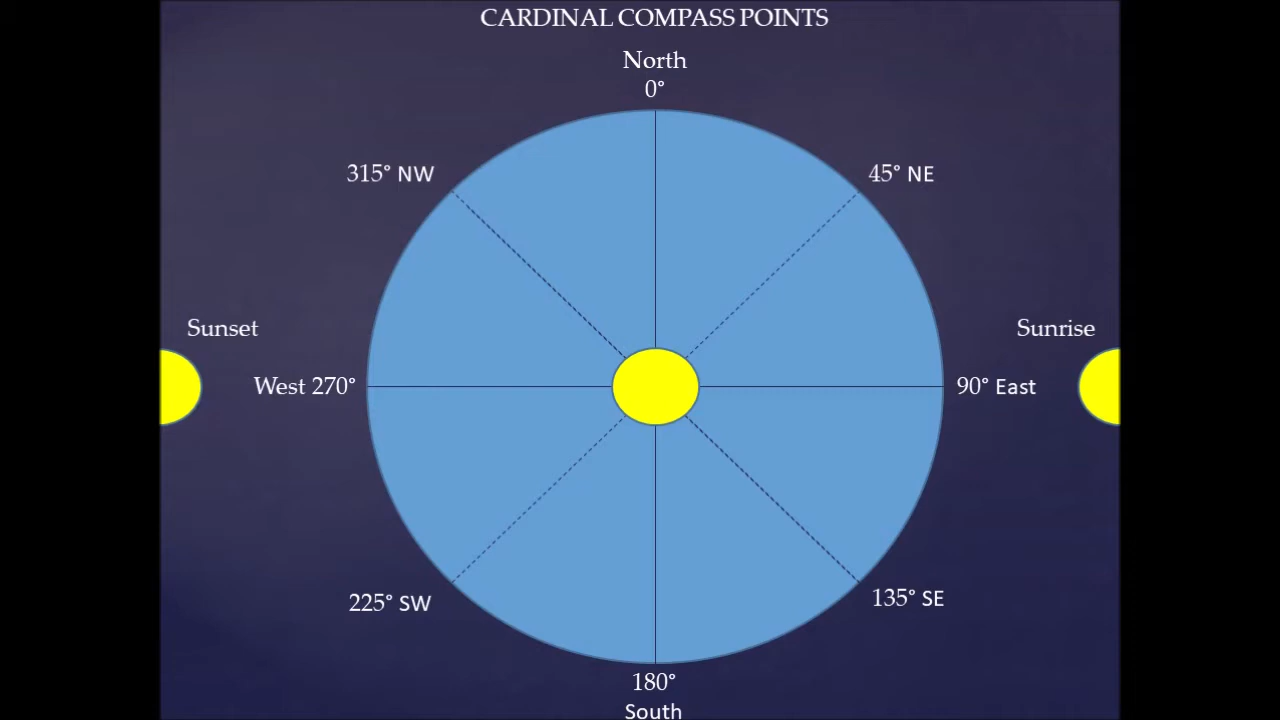 CARDINAL COMPASS POINTS
North
0°
315° NW
45° NE
Sunset
Sunrise
West 270°
90° East
225° SW
135° SE
180°
South